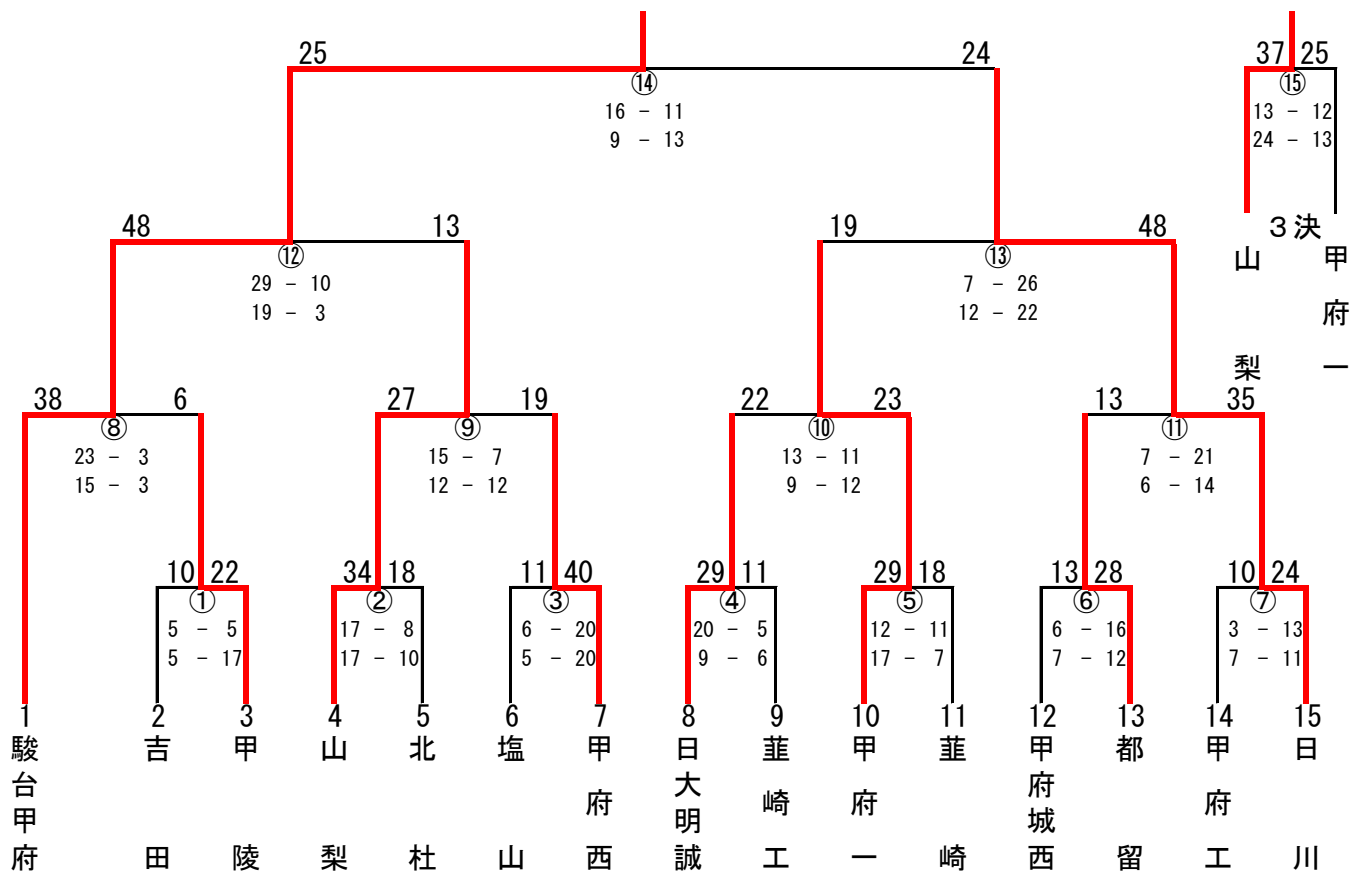 25 24 37 25
⑭ ⑮
16 - 11 13 - 12
9 - 13 24 - 13
48 13 19 48 3決
⑫ ⑬ 山梨 甲府一
29 - 10 7 - 26
19 - 3 12 - 22
38 6 27 19 22 23 13 35
⑧ ⑨ ⑩ ⑪
23 - 3 15 - 7 13 - 11 7 - 21
15 - 3 12 - 12 9 - 12 6 - 14
10 22 34 18 11 40 29 11 29 18 13 28 10 24
① ② ③ ④ ⑤ ⑥ ⑦
5 - 5 17 - 8 6 - 20 20 - 5 12 - 11 6 - 16 3 - 13
5 - 17 17 - 10 5 - 20 9 - 6 17 - 7 7 - 12 7 - 11
1 2 3 4 5 6 7 8 9 10 11 12 13 14 15
駿台甲府 吉田 甲陵 山梨 北杜 塩山 甲府西 日大明誠 韮崎工 甲府一 韮崎 甲府城西 都留 甲府工 日川